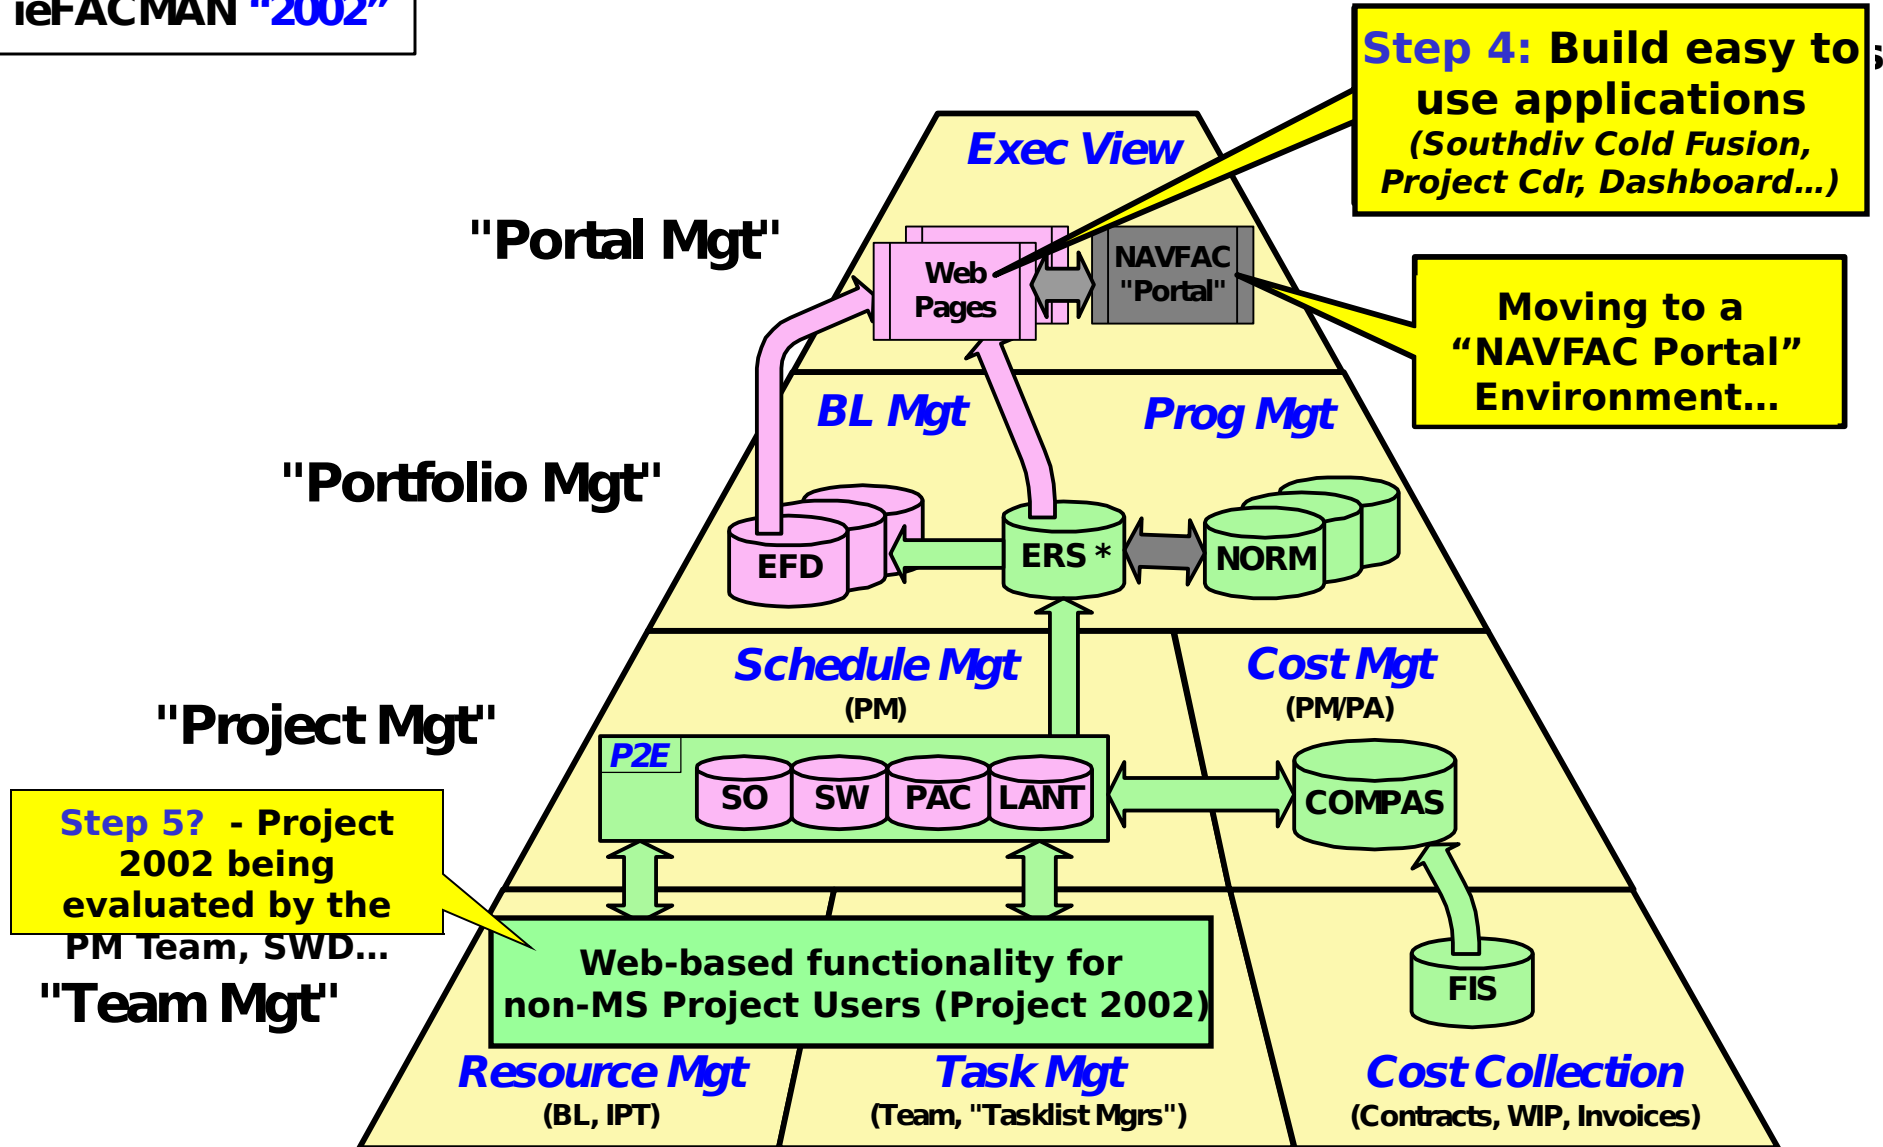 ieFACMAN "2002"
Step 4: Build easy to
use applications
(Southdiv Cold Fusion,
Project Cdr, Dashboard…)
Exec View
"Portal Mgt"
Web
Pages
NAVFAC
"Portal"
Moving to a
“NAVFAC Portal”
Environment…
BL Mgt
Prog Mgt
"Portfolio Mgt"
EFD
ERS *
NORM
Schedule Mgt
(PM)
Cost Mgt
(PM/PA)
"Project Mgt"
P2E
SO
SW
PAC
LANT
COMPAS
Step 5? - Project
2002 being
evaluated by the
PM Team, SWD…
"Team Mgt"
Web-based functionality for
non-MS Project Users (Project 2002)
FIS
Resource Mgt
(BL, IPT)
Task Mgt
(Team, "Tasklist Mgrs")
Cost Collection
(Contracts, WIP, Invoices)